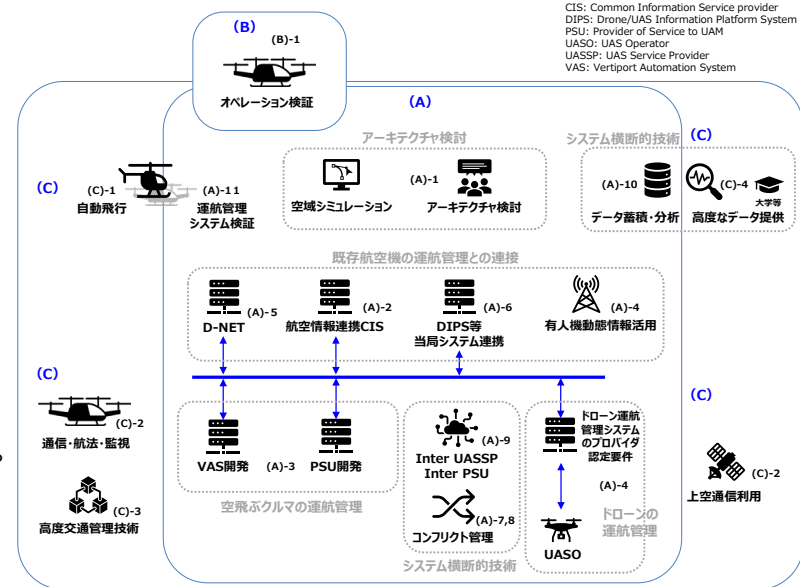 CIS: Common Information Service provider
DIPS: Drone/UAS Information Platform System
PSU: Provider of Service to UAM
UASO: UAS Operator
UASSP: UAS Service Provider
VAS: Vertiport Automation System
(B)
(B)-1
オペレーション検証
(A)
アーキテクチャ検討
(A)-1
空域シミュレーション
アーキテクチャ検討
システム横断的技術
(C)
(A)-10
データ蓄積・分析
(C)-4
大学等
高度なデータ提供
(C)
(C)-1
自動飛行
(A)-11
運航管理
システム検証
既存航空機の運航管理との連接
(A)-5
D-NET
(A)-2
航空情報連携CIS
(A)-6
DIPS等
当局システム連携
(A)-4
有人機動態情報活用
(C)
(C)-2
通信・航法・監視
(C)-3
高度交通管理技術
VAS開発
(A)-3
PSU開発
空飛ぶクルマの運航管理
(A)-9
Inter UASSP
Inter PSU
(A)-7,8
コンフリクト管理
システム横断的技術
ドローン運航
管理システム
のプロバイダ
認定要件
(A)-4
UASO
ドローンの
運航管理
(C)
(C)-2
上空通信利用